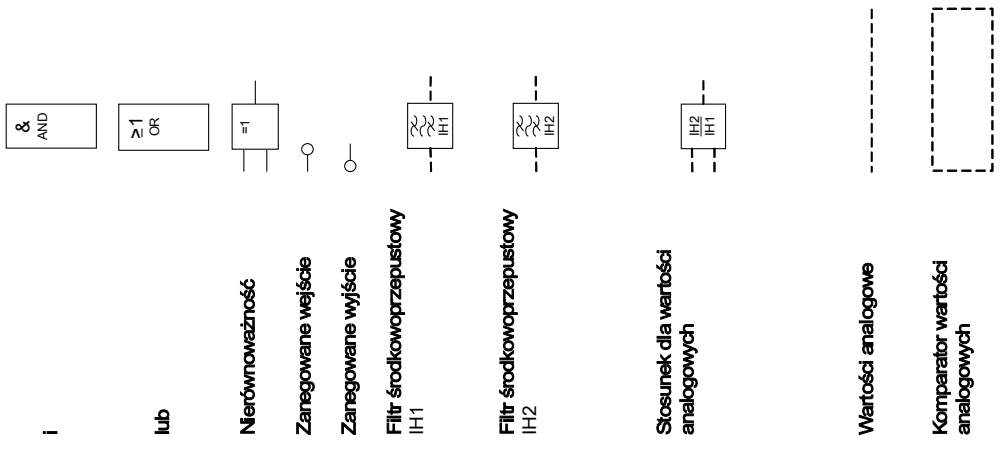 i
&
AND
lub
≥1
OR
Nierównoważność
=1
Zanegowane wejście
Zanegowane wyjście
Filtr środkowoprzepustowy
IH1
IH1
Filtr środkowoprzepustowy
IH2
IH2
Stosunek dla wartości
analogowych
IH2
IH1
Wartości analogowe
Komparator wartości
analogowych